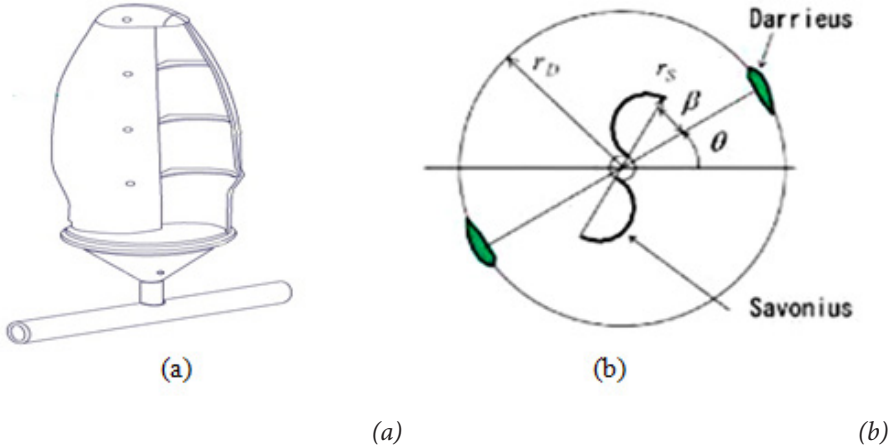 Darrieus
r_D
r_S
β
θ
Savonius
(a)
(b)
(a)
(b)